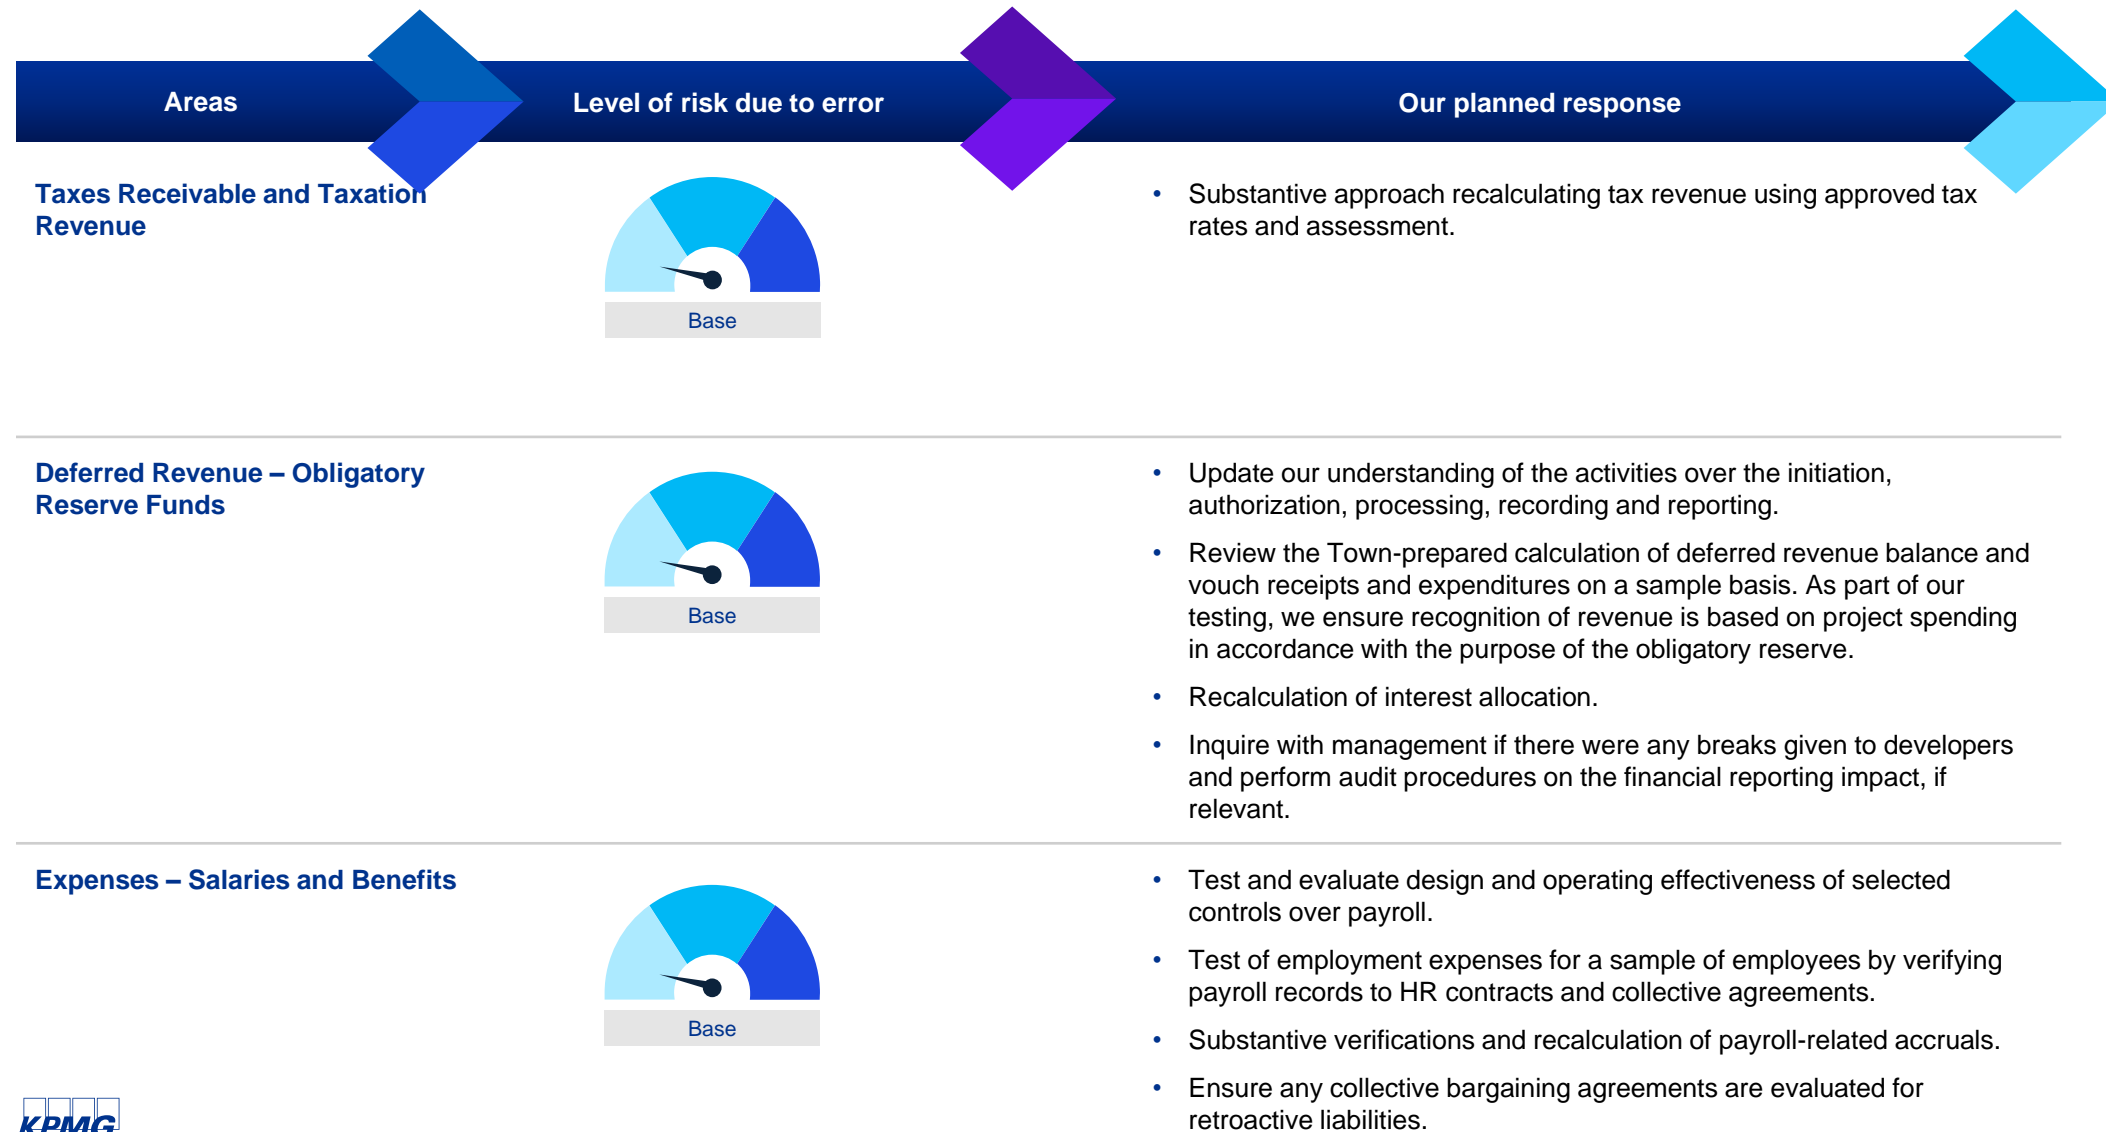 Areas
Level of risk due to error
Our planned response
Taxes Receivable and Taxation
Revenue
Base
• Substantive approach recalculating tax revenue using approved tax
rates and assessment.
Deferred Revenue – Obligatory
Reserve Funds
Base
• Update our understanding of the activities over the initiation,
authorization, processing, recording and reporting.
• Review the Town-prepared calculation of deferred revenue balance and
vouch receipts and expenditures on a sample basis. As part of our
testing, we ensure recognition of revenue is based on project spending
in accordance with the purpose of the obligatory reserve.
• Recalculation of interest allocation.
• Inquire with management if there were any breaks given to developers
and perform audit procedures on the financial reporting impact, if
relevant.
Expenses – Salaries and Benefits
Base
• Test and evaluate design and operating effectiveness of selected
controls over payroll.
• Test of employment expenses for a sample of employees by verifying
payroll records to HR contracts and collective agreements.
• Substantive verifications and recalculation of payroll-related accruals.
• Ensure any collective bargaining agreements are evaluated for
retroactive liabilities.
KPMG